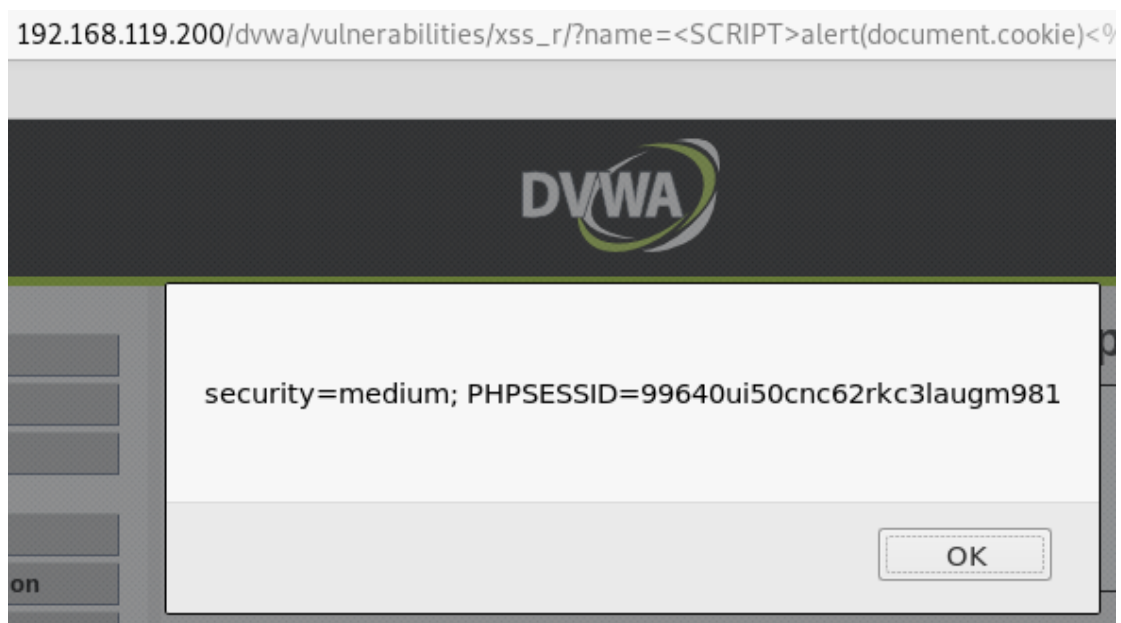 192.168.119.200/dvwa/vulnerabilities/xss_r/?name=<SCRIPT>alert(document.cookie)<%
DVWA
security=medium; PHPSESSID=99640ui50cnc62rkc3laugm981
OK
on